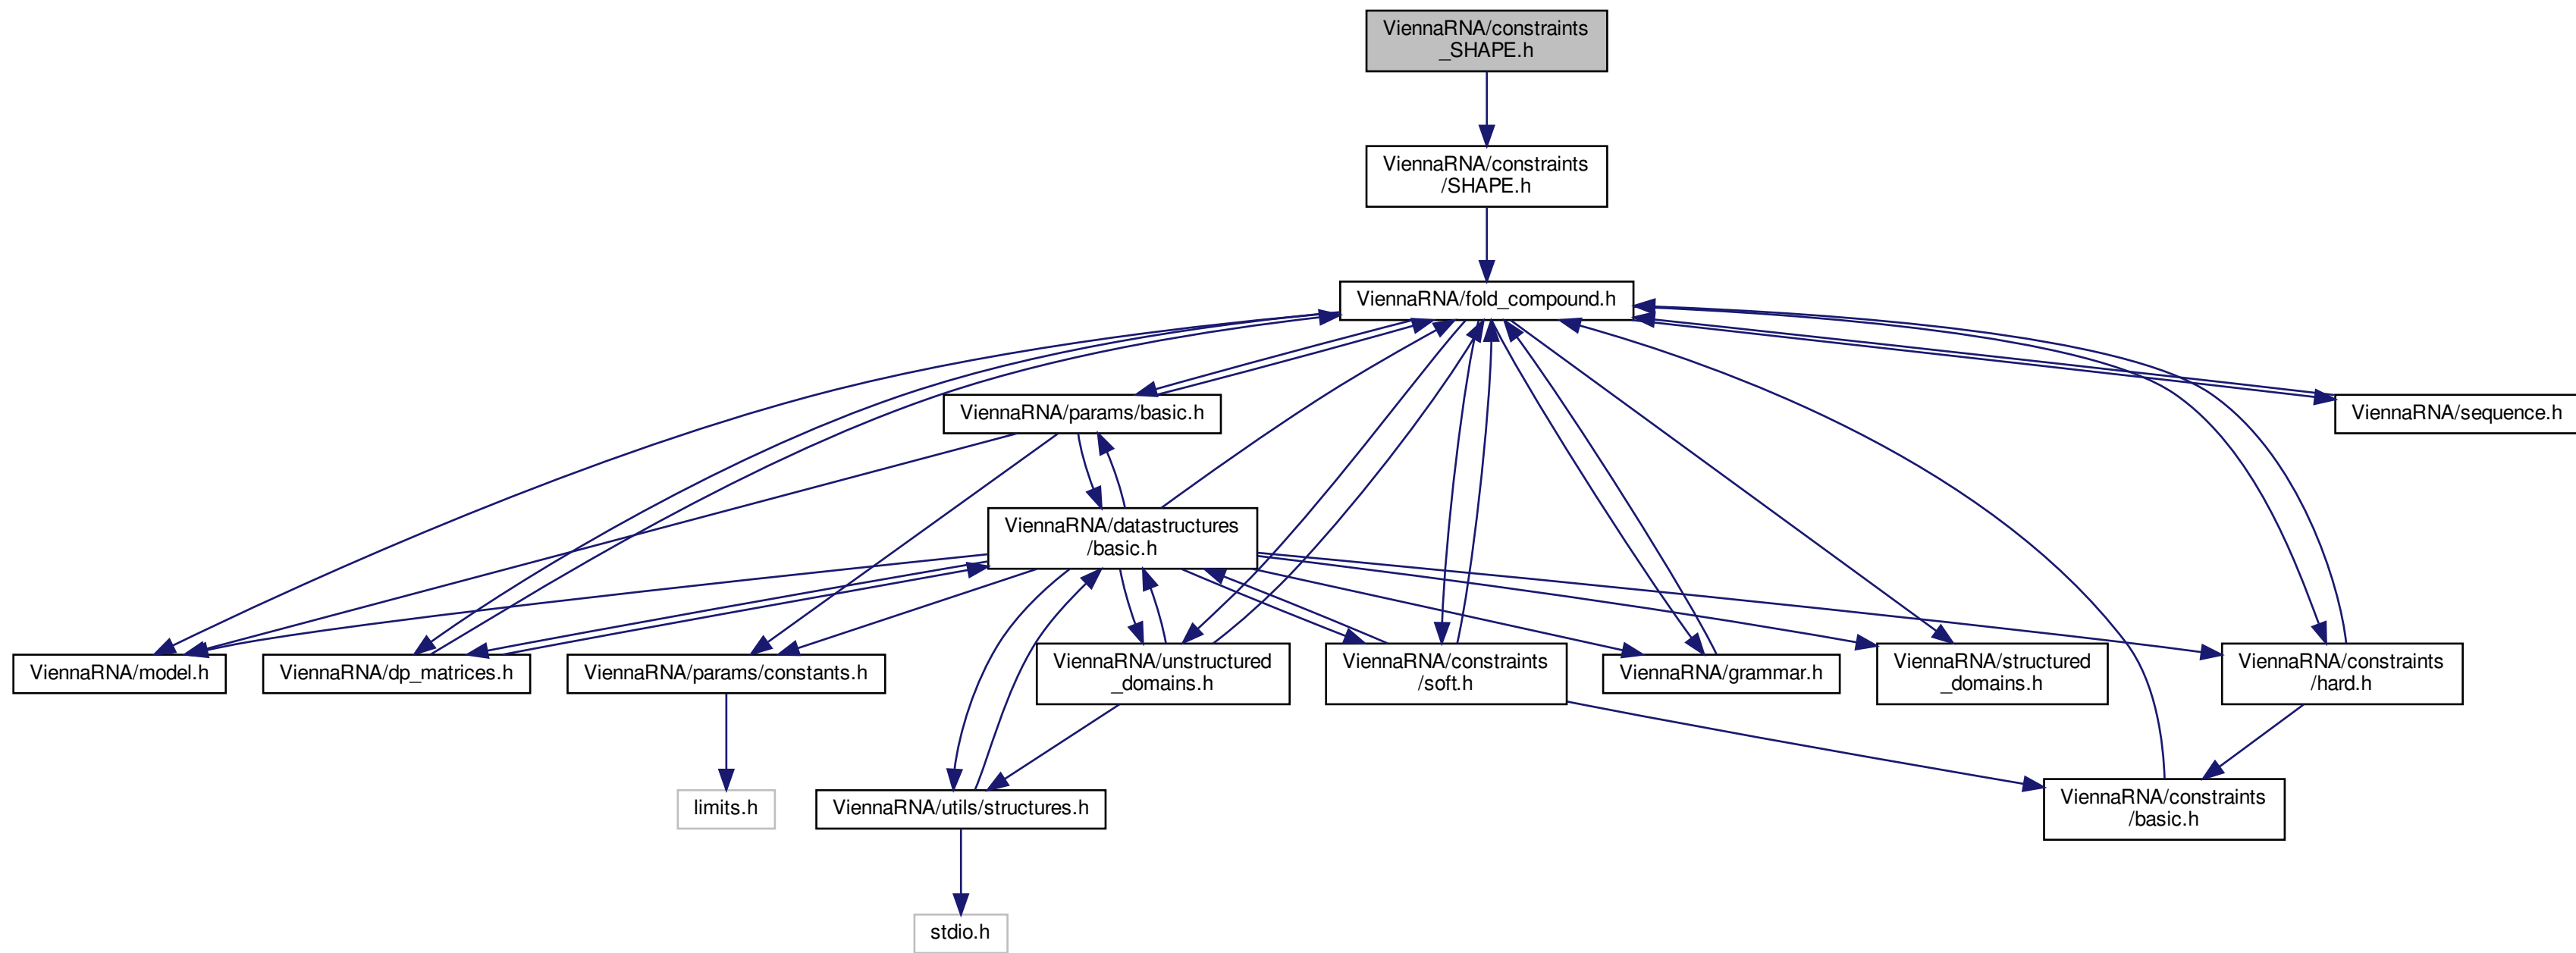 ViennaRNA/constraints
_SHAPE.h
ViennaRNA/constraints
/SHAPE.h
ViennaRNA/fold_compound.h
ViennaRNA/params/basic.h
ViennaRNA/sequence.h
ViennaRNA/datastructures
/basic.h
ViennaRNA/model.h
ViennaRNA/dp_matrices.h
ViennaRNA/params/constants.h
ViennaRNA/unstructured
_domains.h
ViennaRNA/constraints
/soft.h
ViennaRNA/grammar.h
ViennaRNA/structured
_domains.h
ViennaRNA/constraints
/hard.h
limits.h
ViennaRNA/utils/structures.h
ViennaRNA/constraints
/basic.h
stdio.h